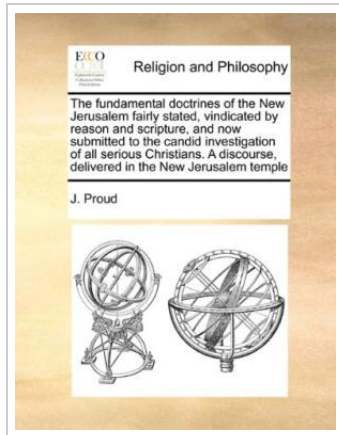 ECCO
Religion and Philosophy
The fundamental doctrines of the New
Jerusalem fairly stated, vindicated by
reason and scripture, and now
submitted to the candid investigation
of all serious Christians. A discourse,
delivered in the New Jerusalem temple
J. Proud